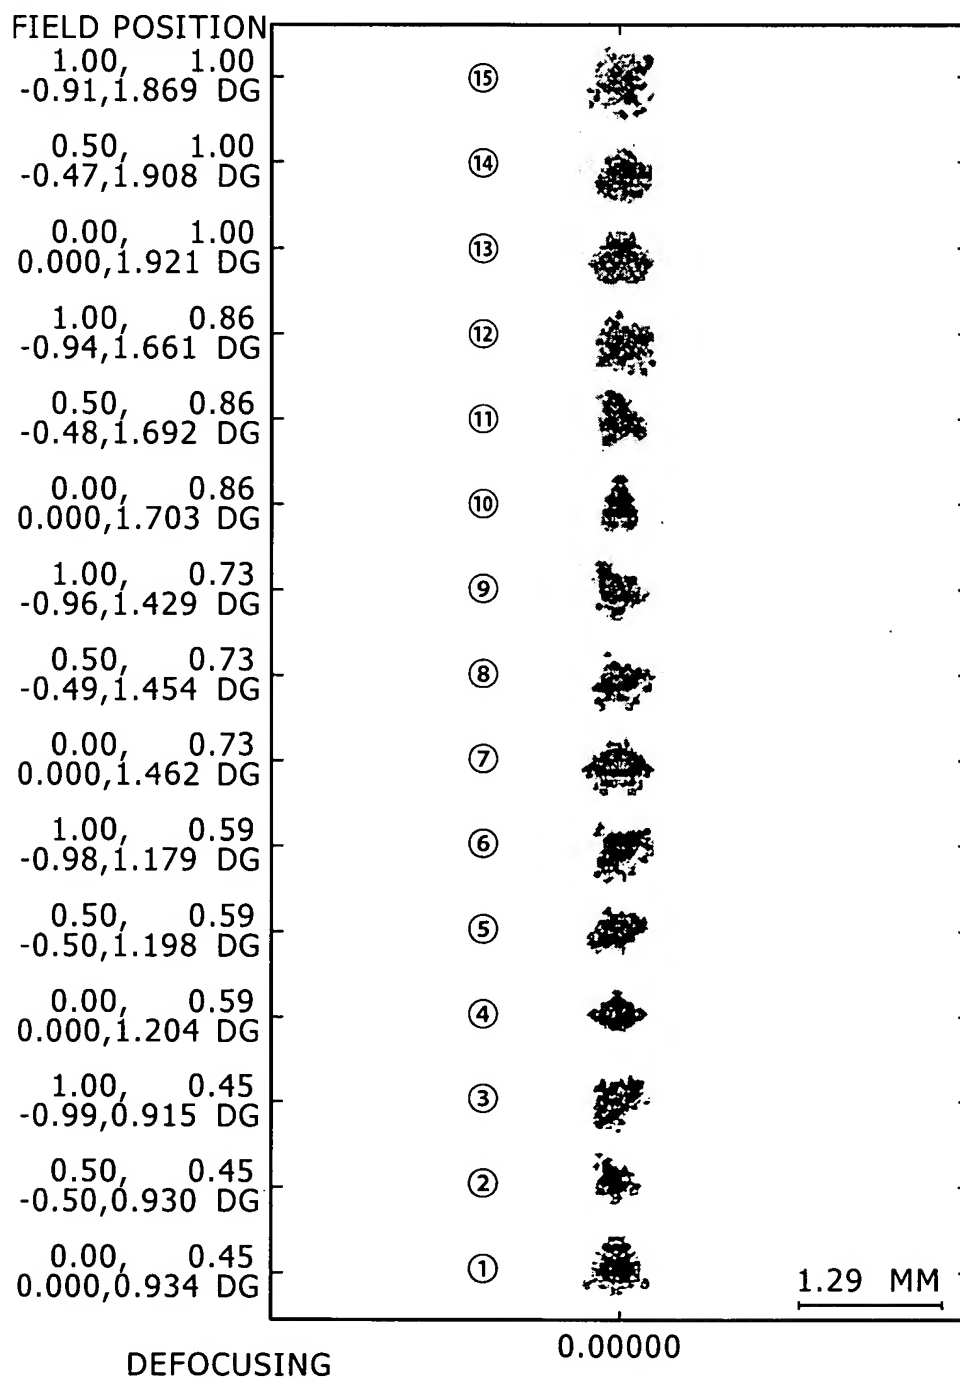 FIELD POSITION
1.00, 1.00
-0.91,1.869 DG ⑮
0.50, 1.00
-0.47,1.908 DG ⑭
0.00, 1.00
0.000,1.921 DG ⑬
1.00, 0.86
-0.94,1.661 DG ⑫
0.50, 0.86
-0.48,1.692 DG ⑪
0.00, 0.86
0.000,1.703 DG ⑩
1.00, 0.73
-0.96,1.429 DG ⑨
0.50, 0.73
-0.49,1.454 DG ⑧
0.00, 0.73
0.000,1.462 DG ⑦
1.00, 0.59
-0.98,1.179 DG ⑥
0.50, 0.59
-0.50,1.198 DG ⑤
0.00, 0.59
0.000,1.204 DG ④
1.00, 0.45
-0.99,0.915 DG ③
0.50, 0.45
-0.50,0.930 DG ②
0.00, 0.45
0.000,0.934 DG ①
1.29 MM
0.00000
DEFOCUSING